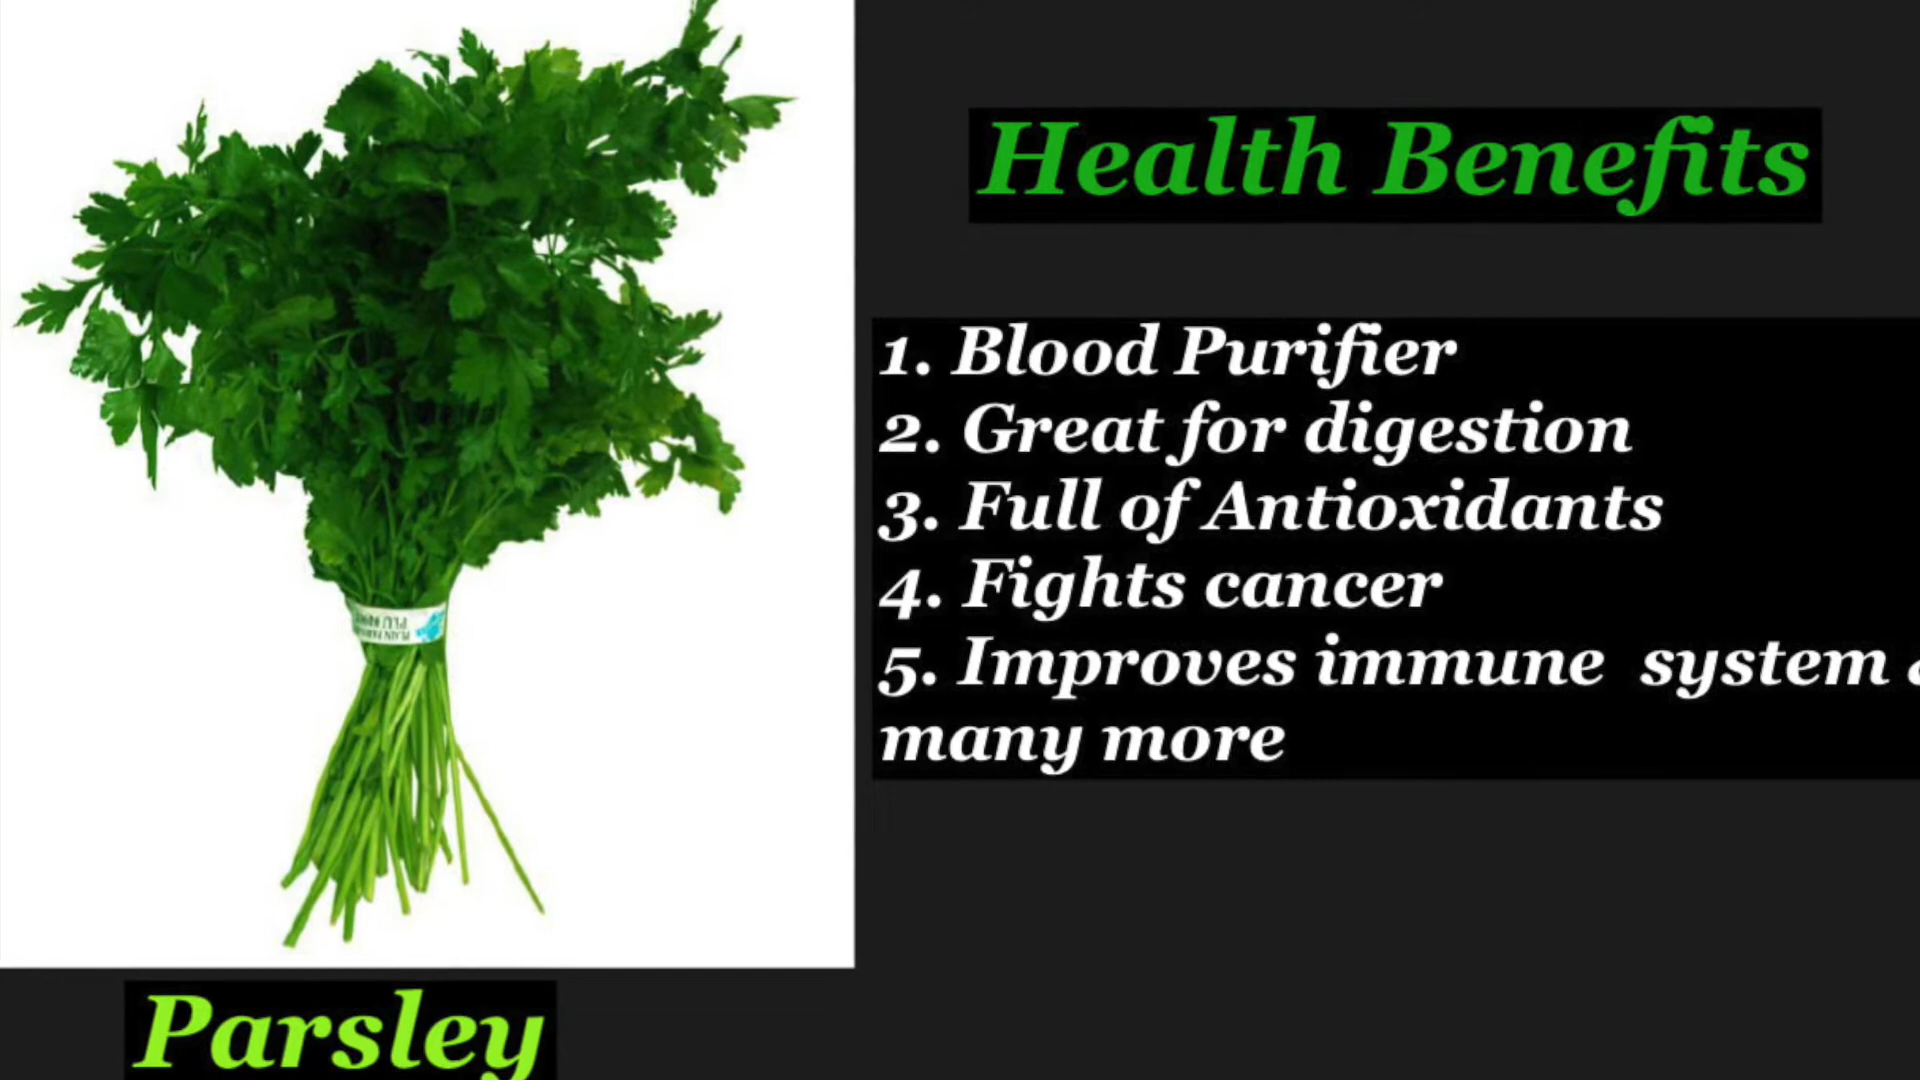 Health Benefits
1. Blood Purifier
2. Great for digestion
3. Full of Antioxidants
4. Fights cancer
5. Improves immune  system
many more
Parsley